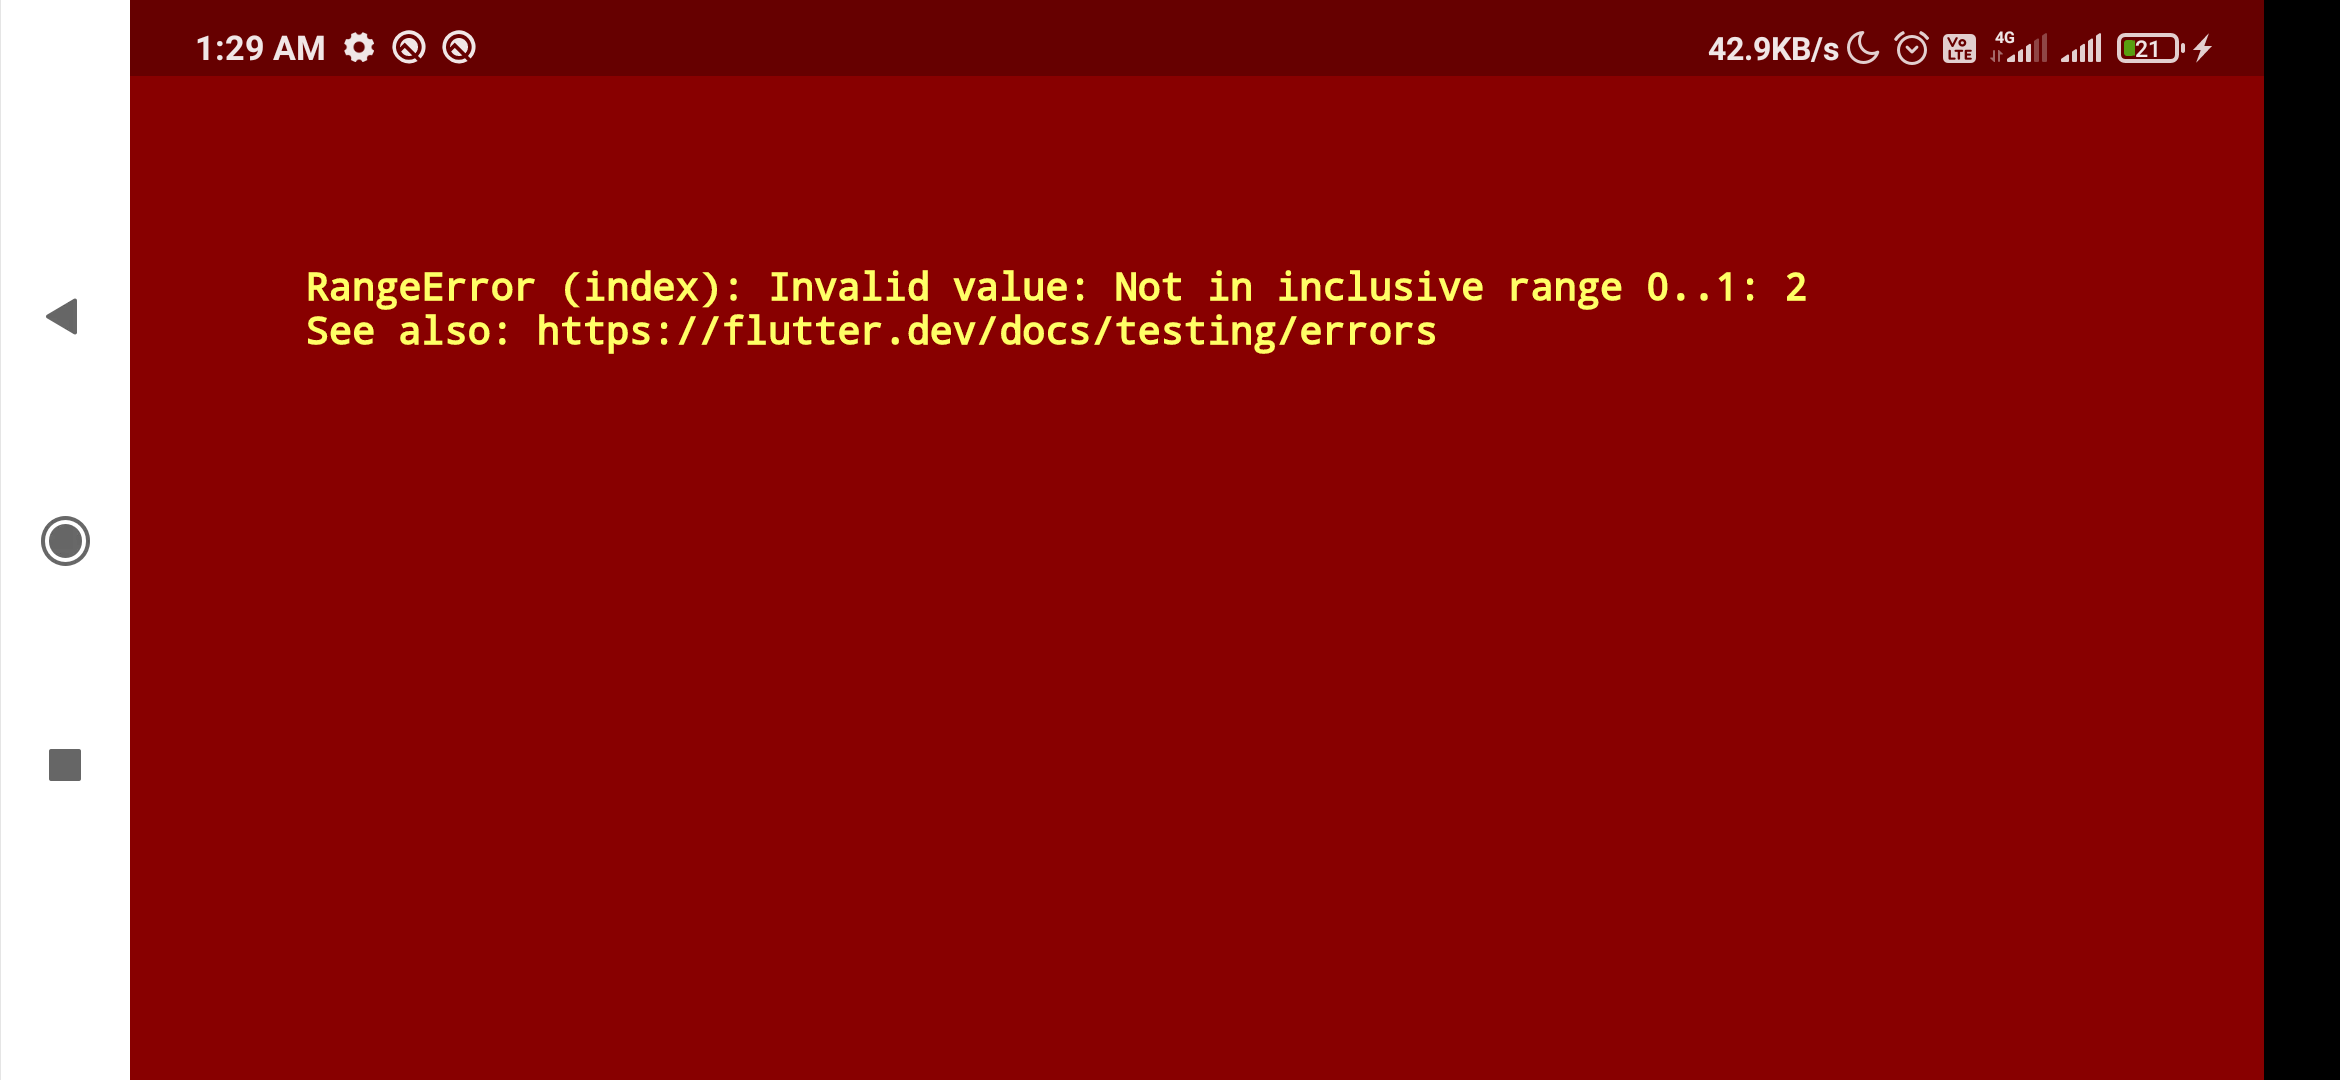 1:29 AM
42.9KB/s
Vo
LTE
4G
21
RangeError (index): Invalid value: Not in inclusive range 0..1: 2
See also: https://flutter.dev/docs/testing/errors